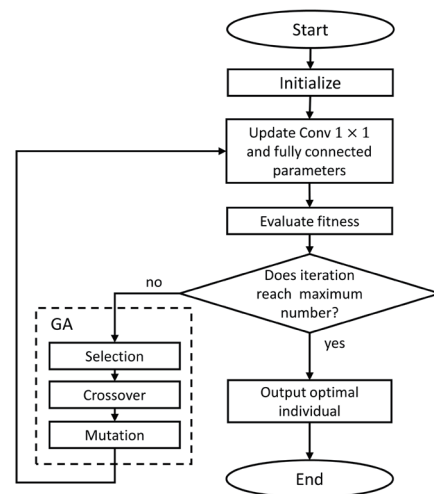 Start
Initialize
Update Conv 1 × 1
and fully connected
parameters
Evaluate fitness
Does iteration
reach maximum
number?
no
yes
GA
Selection
Crossover
Mutation
Output optimal
individual
End